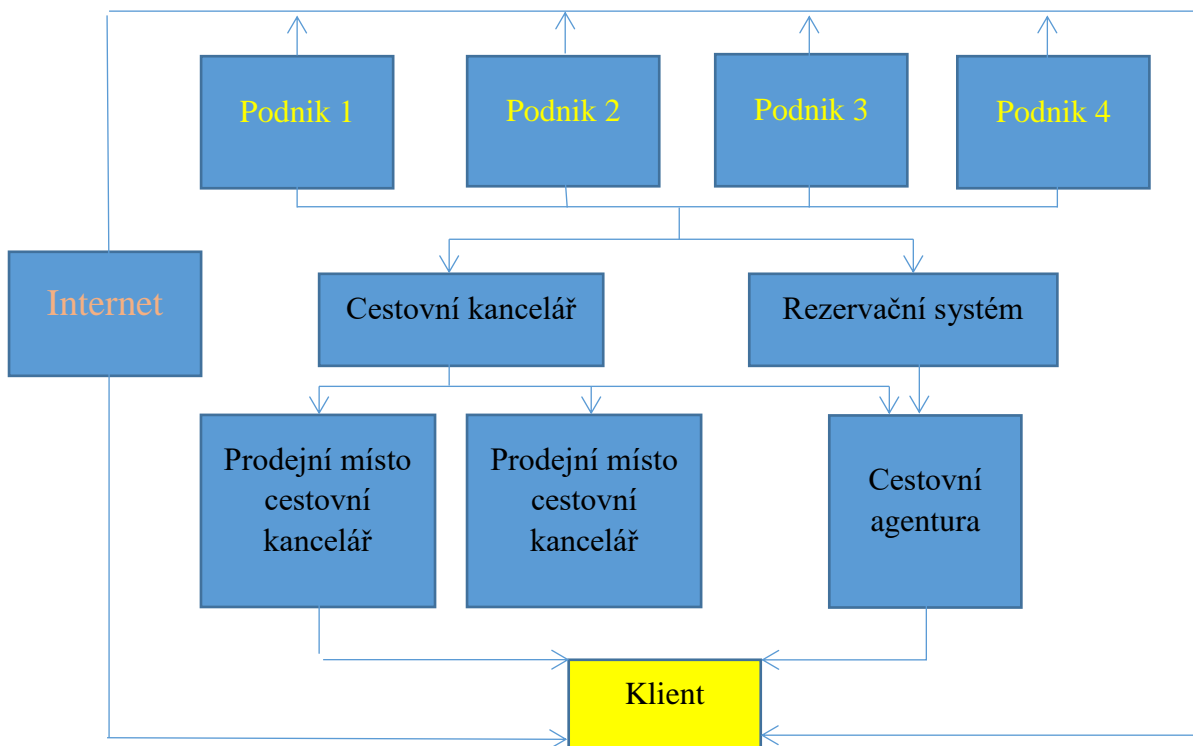 Podnik 1
Podnik 2
Podnik 3
Podnik 4
Internet
Cestovní kancelář
Rezervační systém
Prodejní místo
cestovní
kancelář
Prodejní místo
cestovní
kancelář
Cestovní
agentura
Klient